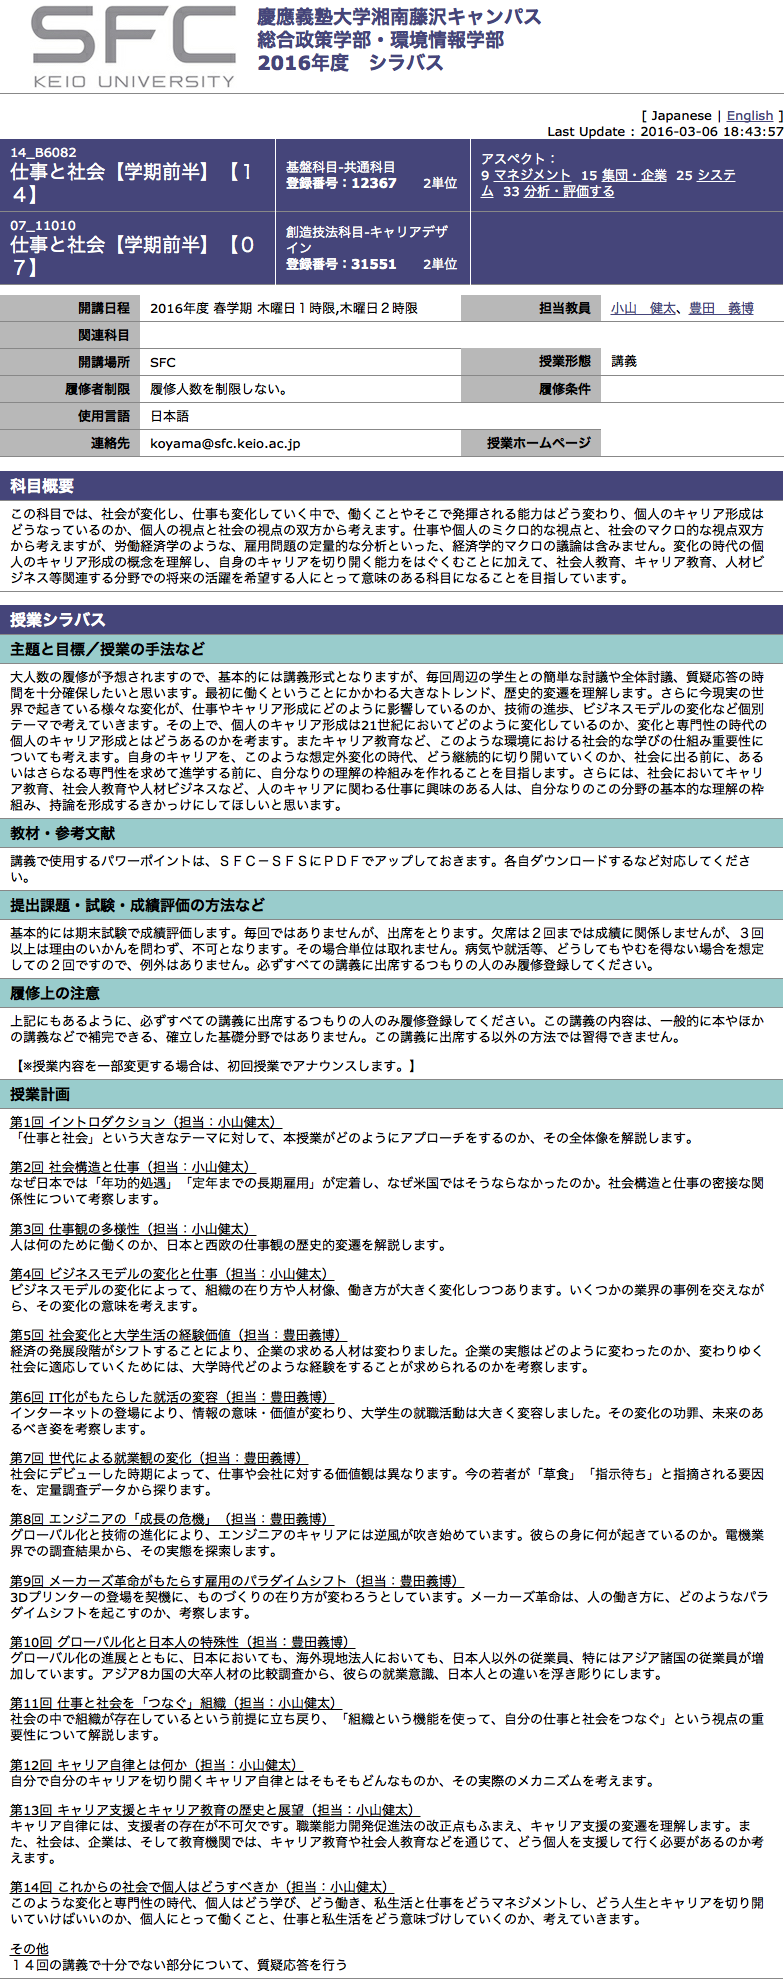 SFC
KEIO UNIVERSITY
慶應義塾大学湘南藤沢キャンパス
総合政策学部・環境情報学部
2016年度　シラバス
[ Japanese | English ]
Last Update : 2016-03-06 18:43:57
14_B6082
仕事と社会【学期前半】【１
４】
基盤科目-共通科目
登録番号：12367 2単位
アスペクト：
9 マネジメント 15 集団・企業 25 システ
ム 33 分析・評価する
07_11010
仕事と社会【学期前半】【０
７】
創造技法科目-キャリアデザ
イン
登録番号：31551 2単位
開講日程 2016年度 春学期 木曜日１時限,木曜日２時限 担当教員 小山　健太、豊田　義博
関連科目
開講場所 SFC 授業形態 講義
履修者制限 履修人数を制限しない。 履修条件
使用言語 日本語
連絡先 koyama@sfc.keio.ac.jp 授業ホームページ
科目概要
この科目では、社会が変化し、仕事も変化していく中で、働くことやそこで発揮される能力はどう変わり、個人のキャリア形成は
どうなっているのか、個人の視点と社会の視点の双方から考えます。仕事や個人のミクロ的な視点と、社会のマクロ的な視点双方
から考えますが、労働経済学のような、雇用問題の定量的な分析といった、経済学的マクロの議論は含みません。変化の時代の個
人のキャリア形成の概念を理解し、自身のキャリアを切り開く能力をはぐくむことに加えて、社会人教育、キャリア教育、人材ビ
ジネス等関連する分野での将来の活躍を希望する人にとって意味のある科目になることを目指しています。
授業シラバス
主題と目標／授業の手法など
大人数の履修が予想されますので、基本的には講義形式となりますが、毎回周辺の学生との簡単な討議や全体討議、質疑応答の時
間を十分確保したいと思います。最初に働くということにかかわる大きなトレンド、歴史的変遷を理解します。さらに今現実の世
界で起きている様々な変化が、仕事やキャリア形成にどのように影響しているのか、技術の進歩、ビジネスモデルの変化など個別
テーマで考えていきます。その上で、個人のキャリア形成は21世紀においてどのように変化しているのか、変化と専門性の時代の
個人のキャリア形成とはどうあるのかを考ます。またキャリア教育など、このような環境における社会的な学びの仕組み重要性に
ついても考えます。自身のキャリアを、このような想定外変化の時代、どう継続的に切り開いていくのか、社会に出る前に、ある
いはさらなる専門性を求めて進学する前に、自分なりの理解の枠組みを作れることを目指します。さらには、社会においてキャリ
ア教育、社会人教育や人材ビジネスなど、人のキャリアに関わる仕事に興味のある人は、自分なりのこの分野の基本的な理解の枠
組み、持論を形成するきかっけにしてほしいと思います。
教材・参考文献
講義で使用するパワーポイントは、ＳＦＣ－ＳＦＳにＰＤＦでアップしておきます。各自ダウンロードするなど対応してくださ
い。
提出課題・試験・成績評価の方法など
基本的には期末試験で成績評価します。毎回ではありませんが、出席をとります。欠席は２回までは成績に関係しませんが、３回
以上は理由のいかんを問わず、不可となります。その場合単位は取れません。病気や就活等、どうしてもやむを得ない場合を想定
しての２回ですので、例外はありません。必ずすべての講義に出席するつもりの人のみ履修登録してください。
履修上の注意
上記にもあるように、必ずすべての講義に出席するつもりの人のみ履修登録してください。この講義の内容は、一般的に本やほか
の講義などで補完できる、確立した基礎分野ではありません。この講義に出席する以外の方法では習得できません。
【※授業内容を一部変更する場合は、初回授業でアナウンスします。】
授業計画
第1回 イントロダクション（担当：小山健太）
「仕事と社会」という大きなテーマに対して、本授業がどのようにアプローチをするのか、その全体像を解説します。
第2回 社会構造と仕事（担当：小山健太）
なぜ日本では「年功的処遇」「定年までの長期雇用」が定着し、なぜ米国ではそうならなかったのか。社会構造と仕事の密接な関
係性について考察します。
第3回 仕事観の多様性（担当：小山健太）
人は何のために働くのか、日本と西欧の仕事観の歴史的変遷を解説します。
第4回 ビジネスモデルの変化と仕事（担当：小山健太）
ビジネスモデルの変化によって、組織の在り方や人材像、働き方が大きく変化しつつあります。いくつかの業界の事例を交えなが
ら、その変化の意味を考えます。
第5回 社会変化と大学生活の経験価値（担当：豊田義博）
経済の発展段階がシフトすることにより、企業の求める人材は変わりました。企業の実態はどのように変わったのか、変わりゆく
社会に適応していくためには、大学時代どのような経験をすることが求められるのかを考察します。
第6回 IT化がもたらした就活の変容（担当：豊田義博）
インターネットの登場により、情報の意味・価値が変わり、大学生の就職活動は大きく変容しました。その変化の功罪、未来のあ
るべき姿を考察します。
第7回 世代による就業観の変化（担当：豊田義博）
社会にデビューした時期によって、仕事や会社に対する価値観は異なります。今の若者が「草食」「指示待ち」と指摘される要因
を、定量調査データから探ります。
第8回 エンジニアの「成長の危機」（担当：豊田義博）
グローバル化と技術の進化により、エンジニアのキャリアには逆風が吹き始めています。彼らの身に何が起きているのか。電機業
界での調査結果から、その実態を探索します。
第9回 メーカーズ革命がもたらす雇用のパラダイムシフト（担当：豊田義博）
3Dプリンターの登場を契機に、ものづくりの在り方が変わろうとしています。メーカーズ革命は、人の働き方に、どのようなパラ
ダイムシフトを起こすのか、考察します。
第10回 グローバル化と日本人の特殊性（担当：豊田義博）
グローバル化の進展とともに、日本においても、海外現地法人においても、日本人以外の従業員、特にはアジア諸国の従業員が増
加しています。アジア8カ国の大卒人材の比較調査から、彼らの就業意識、日本人との違いを浮き彫りにします。
第11回 仕事と社会を「つなぐ」組織（担当：小山健太）
社会の中で組織が存在しているという前提に立ち戻り、「組織という機能を使って、自分の仕事と社会をつなぐ」という視点の重
要性について解説します。
第12回 キャリア自律とは何か（担当：小山健太）
自分で自分のキャリアを切り開くキャリア自律とはそもそもどんなものか、その実際のメカニズムを考えます。
第13回 キャリア支援とキャリア教育の歴史と展望（担当：小山健太）
キャリア自律には、支援者の存在が不可欠です。職業能力開発促進法の改正点もふまえ、キャリア支援の変遷を理解します。ま
た、社会は、企業は、そして教育機関では、キャリア教育や社会人教育などを通じて、どう個人を支援して行く必要があるのか考
えます。
第14回 これからの社会で個人はどうすべきか（担当：小山健太）
このような変化と専門性の時代、個人はどう学び、どう働き、私生活と仕事をどうマネジメントし、どう人生とキャリアを切り開
いていけばいいのか、個人にとって働くこと、仕事と私生活をどう意味づけしていくのか、考えていきます。
その他
１４回の講義で十分でない部分について、質疑応答を行う